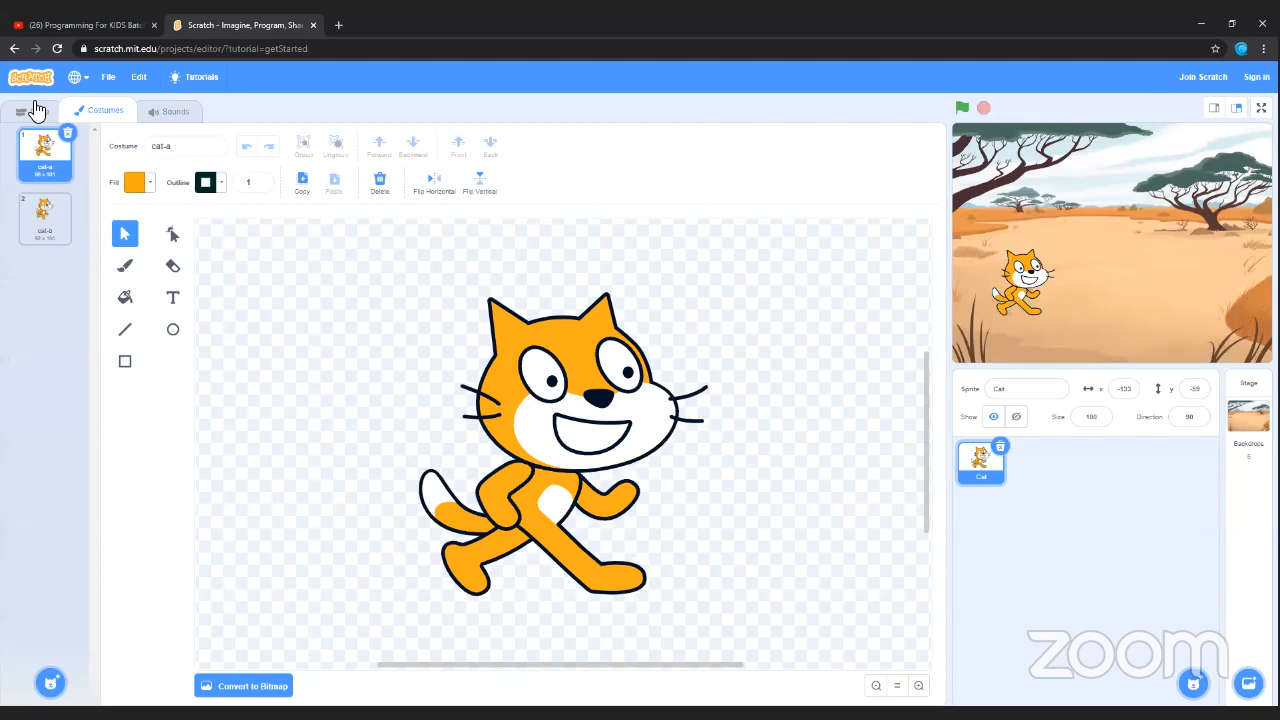 (26) Programming For KIDS Batc
Scratch - Imagine, Program, Sha
scratch.mit.edu/projects/editor/?tutorial=getStarted
SCRATCH
File
Edit
Tutorials
Join Scratch
Sign in
Costumes
Sounds
1
cat-a
2
cat-b
Costume
cat-a
Group
Ungroup
Forward
Backward
Front
Back
Fill
Outline
1
Copy
Paste
Delete
Flip Horizontal
Flip Vertical
T
Convert to Bitmap
Sprite
Cat
x
-133
y
-59
Show
Size
100
Direction
90
Cat
Stage
Backdrops
5
zoom